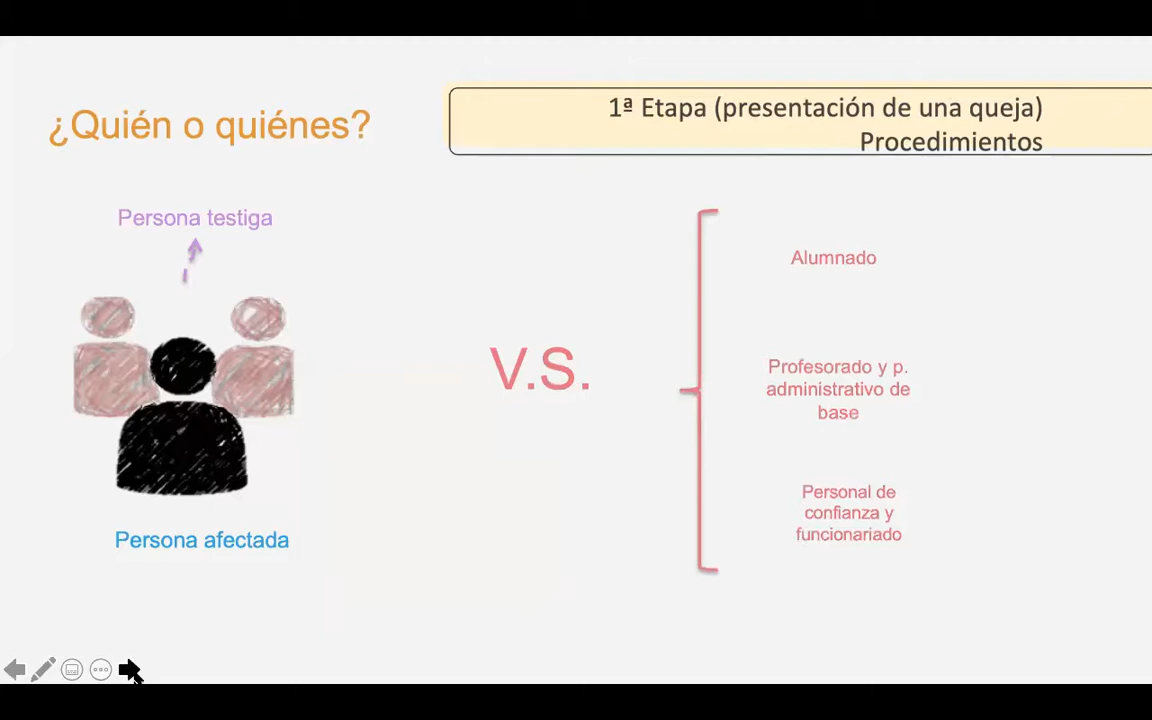 ¿Quién o quiénes?
1ª Etapa (presentación de una queja)
Procedimientos
Persona testiga
Alumnado
V.S.
Profesorado y p.
administrativo de
base
Personal de
confianza y
funcionariado
Persona afectada